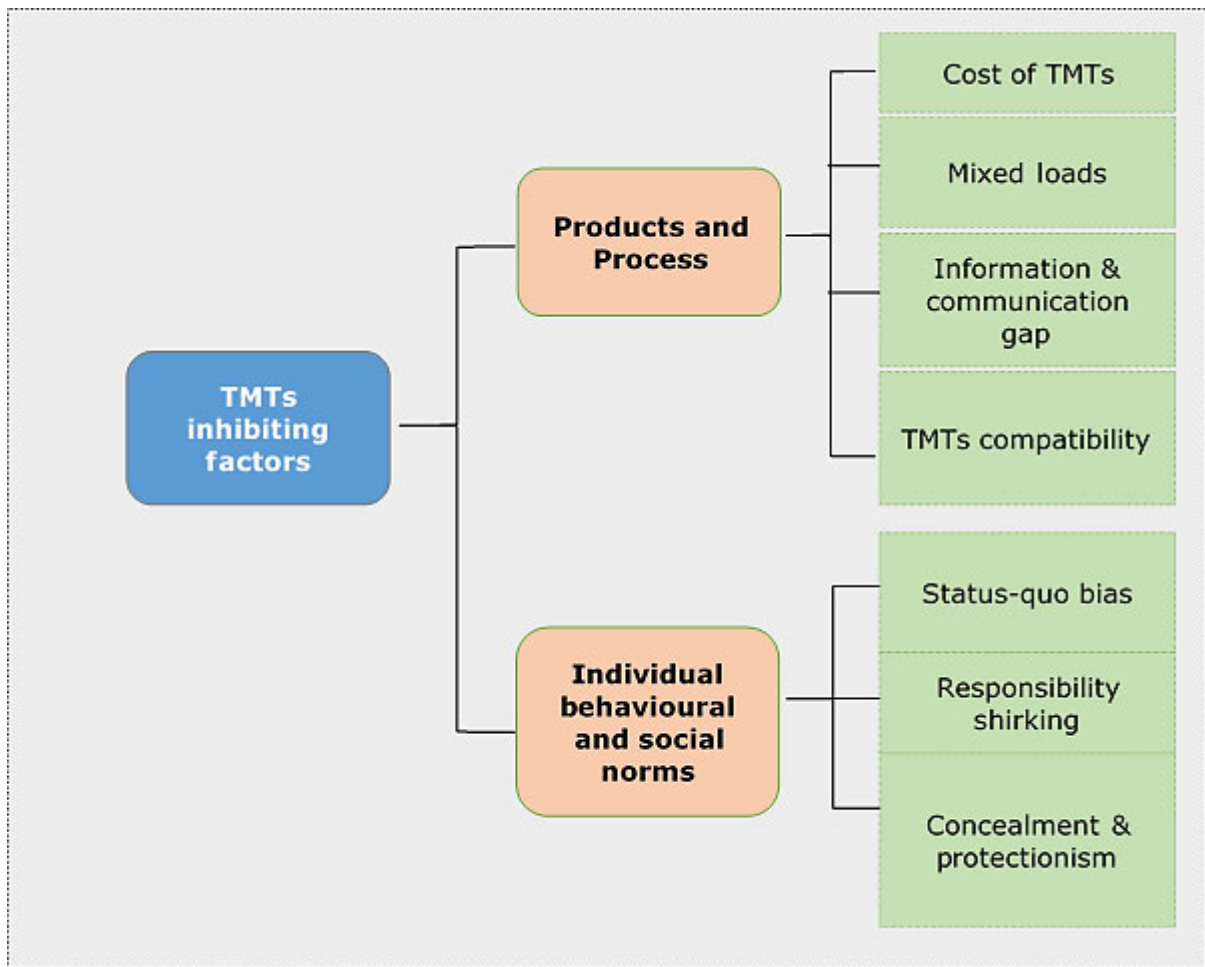 TMTs
inhibiting
factors
Products and
Process
Cost of TMTs
Mixed loads
Information &
communication
gap
TMTs compatibility
Individual
behavioural
and social
norms
Status-quo bias
Responsibility
shirking
Concealment &
protectionism